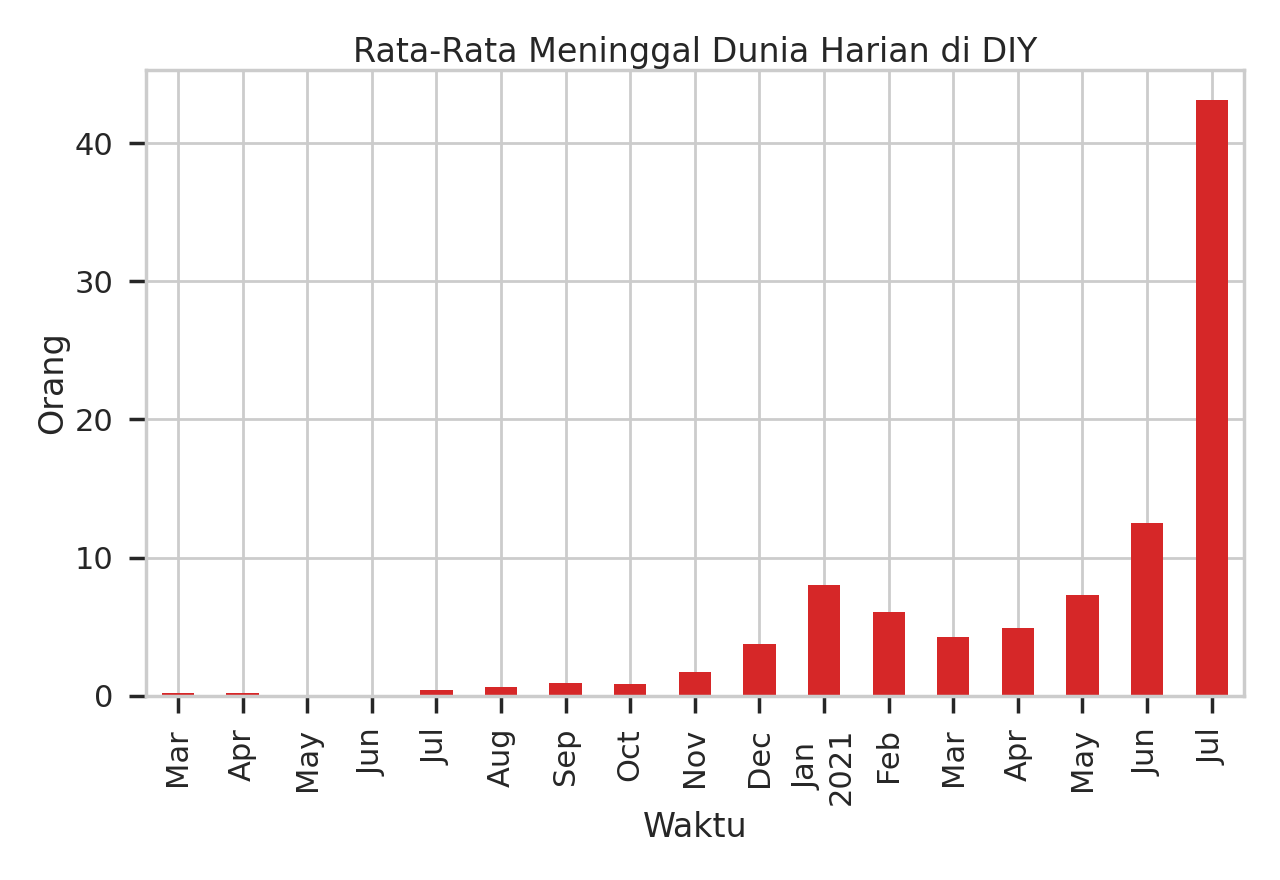 Rata-Rata Meninggal Dunia Harian di DIY
Orang
40
30
20
10
0
Mar
Apr
May
Jun
Jul
Aug
Sep
Oct
Nov
Dec
Jan
2021
Feb
Mar
Apr
May
Jun
Jul
Waktu